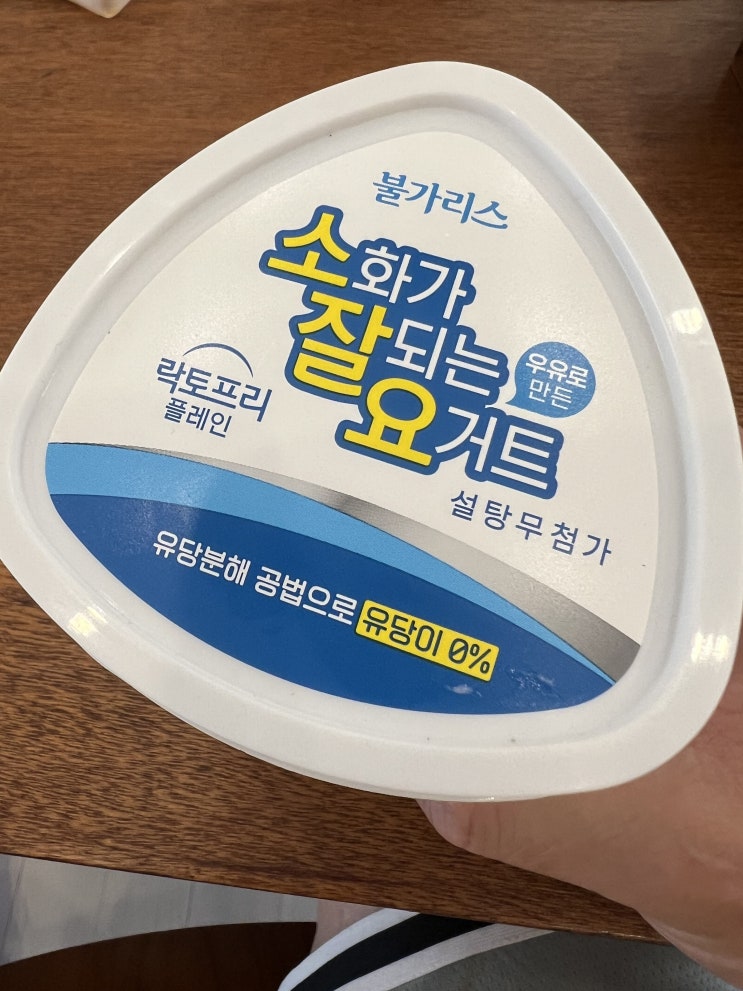 불가리스
소화가
잘되는
요거트
우유로
만든
락토프리
플레인
설탕무첨가
유당분해 공법으로 유당이 0%